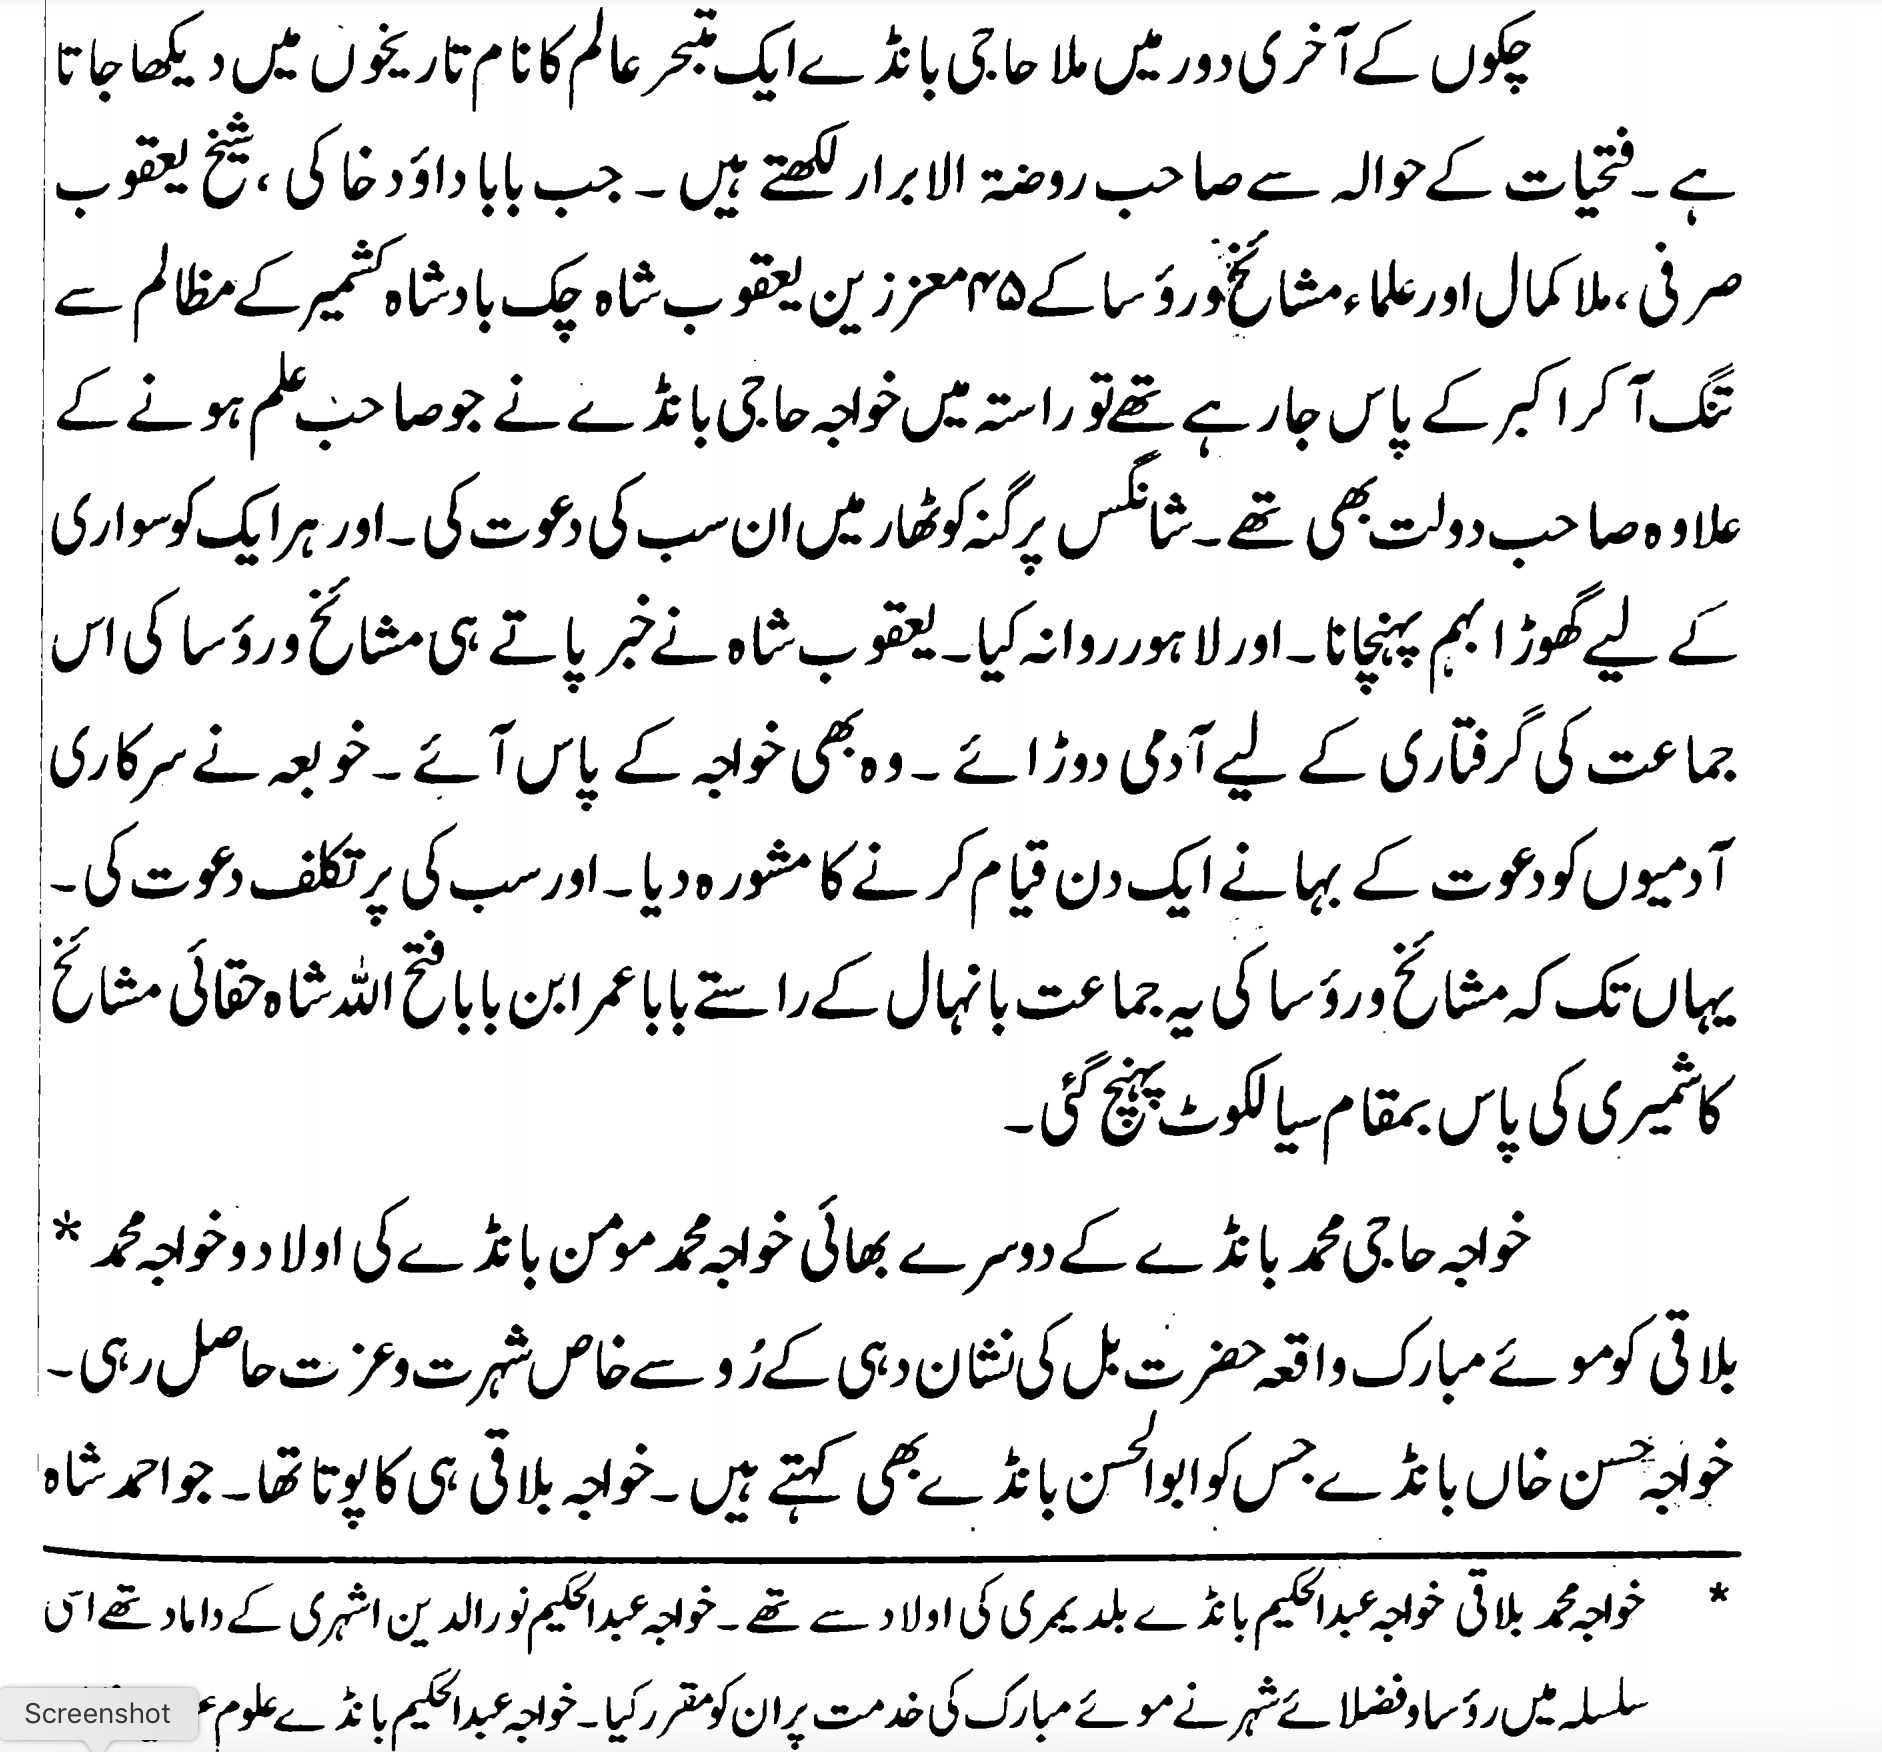 چکوں کے آخری دور میں ملا حاجی بانڈے ایک متبحر عالم کا نام تاریخوں میں دیکھا جاتا
ہے۔ فتحیات کے حوالہ سے صاحب روضۃ الابرار لکھتے ہیں ۔ جب بابا داؤد خاکی ، شیخ یعقوب
صرفی ، ملا کمال اور علماء مشائخ ورؤسا کے ۴۵ معززین یعقوب شاہ چک بادشاہ کشمیر کے مظالم سے
تنگ آ کر اکبر کے پاس جا رہے تھے تو راستہ میں خواجہ حاجی بانڈے نے جو صاحب علم ہونے کے
علاوہ صاحب دولت بھی تھے۔ شانگس پرگنہ کوٹھار میں ان سب کی دعوت کی۔ اور ہر ایک کو سواری
کے لیے گھوڑا بہم پہنچانا۔ اور لاہور روانہ کیا۔ یعقوب شاہ نے خبر پاتے ہی مشائخ ورؤسا کی اس
جماعت کی گرفتاری کے لیے آدمی دوڑائے ۔ وہ بھی خواجہ کے پاس آئے ۔ خوبعہ نے سرکاری
آدمیوں کو دعوت کے بہانے ایک دن قیام کرنے کا مشورہ دیا۔ اور سب کی پر تکلف دعوت کی۔
یہاں تک کہ مشائخ ورؤسا کی یہ جماعت بانہال کے راستے بابا عمر ابن بابا فتح اللہ شاہ حقائی مشائخ
کاشمیری کی پاس بمقام سیالکوٹ پہنچ گئی۔
خواجہ حاجی محمد بانڈے کے دوسرے بھائی خواجہ محمد مومن بانڈے کی اولاد و خواجہ محمد *
بلاقی کو موئے مبارک واقعہ حضرت بل کی نشان دہی کے رُو سے خاص شہرت و عزت حاصل رہی۔
خواجہ حسن خاں بانڈے جس کو ابوالحسن بانڈے بھی کہتے ہیں۔ خواجہ بلاقی ہی کا پوتا تھا۔ جو احمد شاہ
* خواجہ محمد بلاقی خواجہ عبدالحکیم بانڈے بلدیمری کی اولاد سے تھے۔ خواجہ عبدالحکیم نورالدین اشہری کے داماد تھے اسی
سلسلہ میں رؤسا و فضلائے شہر نے موئے مبارک کی خدمت پر ان کو مقرر کیا۔ خواجہ عبدالحکیم بانڈے علوم
Screenshot